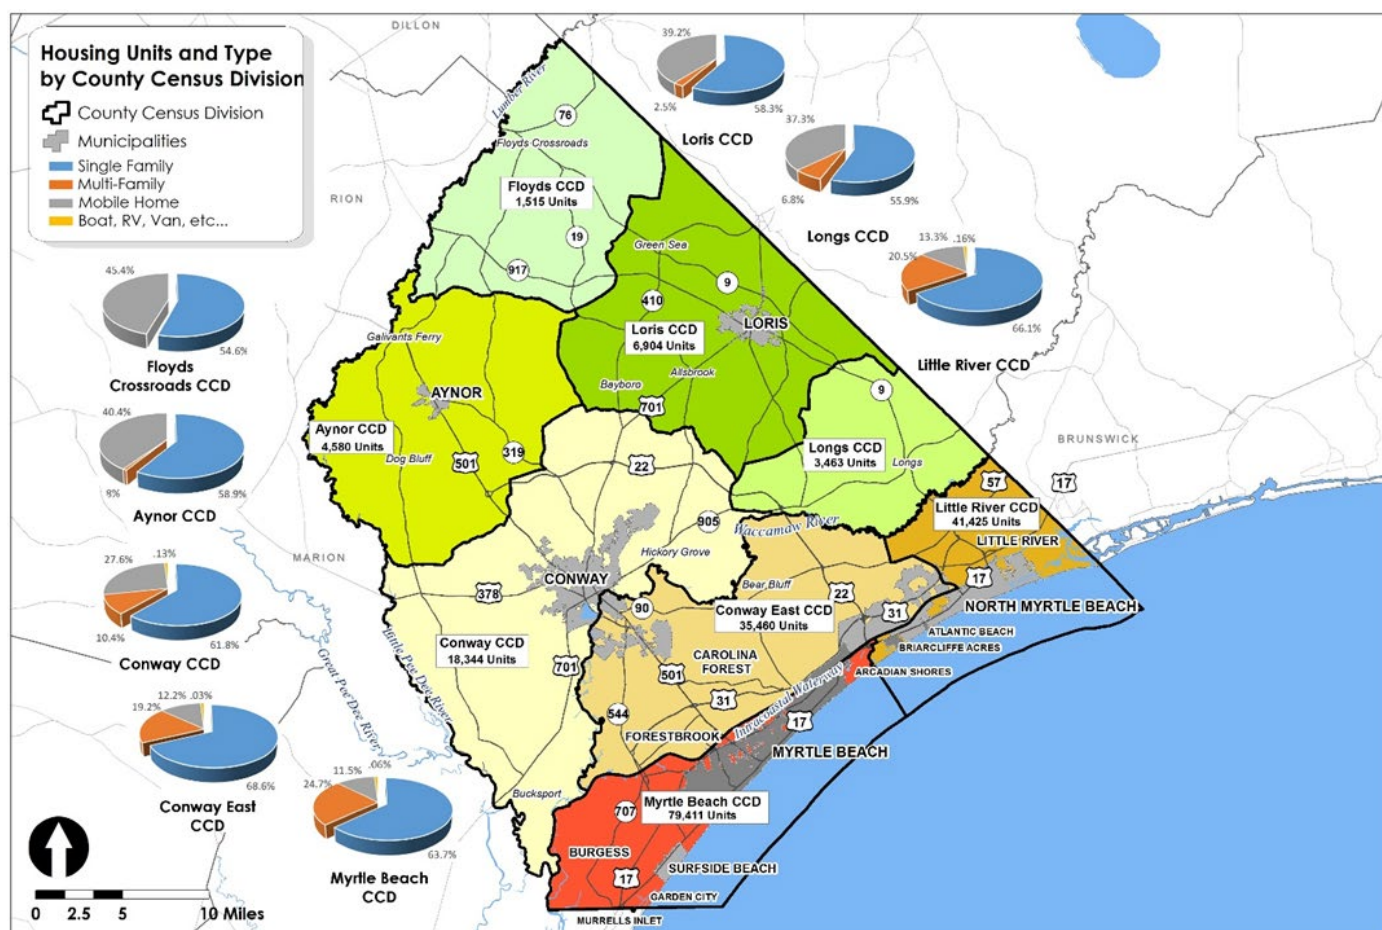 Housing Units and Type
by County Census Division
County Census Division
Municipalities
Single Family
Multi-Family
Mobile Home
Boat, RV, Van, etc...
DILLON
RION
MARION
BRUNSWICK
Lumber River
39.2%
2.5%
58.3%
Loris CCD
37.3%
6.8%
55.9%
Longs CCD
13.3%
.16%
20.5%
66.1%
Little River CCD
45.4%
54.6%
Floyds
Crossroads CCD
40.4%
8%
58.9%
Aynor CCD
27.6%
.13%
10.4%
61.8%
Conway CCD
12.2%
.03%
19.2%
68.6%
Conway East
CCD
11.5%
.06%
24.7%
63.7%
Myrtle Beach
CCD
76
Floyds Crossroads
Floyds CCD
1,515 Units
19
917
Green Sea
9
410
Loris CCD
6,904 Units
LORIS
Bayboro
Allsbrook
701
Galivants Ferry
AYNOR
Aynor CCD
4,580 Units
Dog Bluff
501
319
9
Longs CCD
3,463 Units
Longs
22
905
Waccamaw River
Hickory Grove
CONWAY
378
90
Conway CCD
18,344 Units
701
Little Pee Dee River
Great Pee Dee River
Bucksport
57
17
Little River CCD
41,425 Units
LITTLE RIVER
17
NORTH MYRTLE BEACH
Bear Bluff
22
31
Conway East CCD
35,460 Units
ATLANTIC BEACH
BRIARCLIFFE ACRES
ARCADIAN SHORES
CAROLINA
FOREST
501
31
Intracoastal Waterway
544
FORESTBROOK
17
MYRTLE BEACH
Myrtle Beach CCD
79,411 Units
707
BURGESS
17
SURFSIDE BEACH
GARDEN CITY
MURRELLS INLET
0 2.5 5 10 Miles